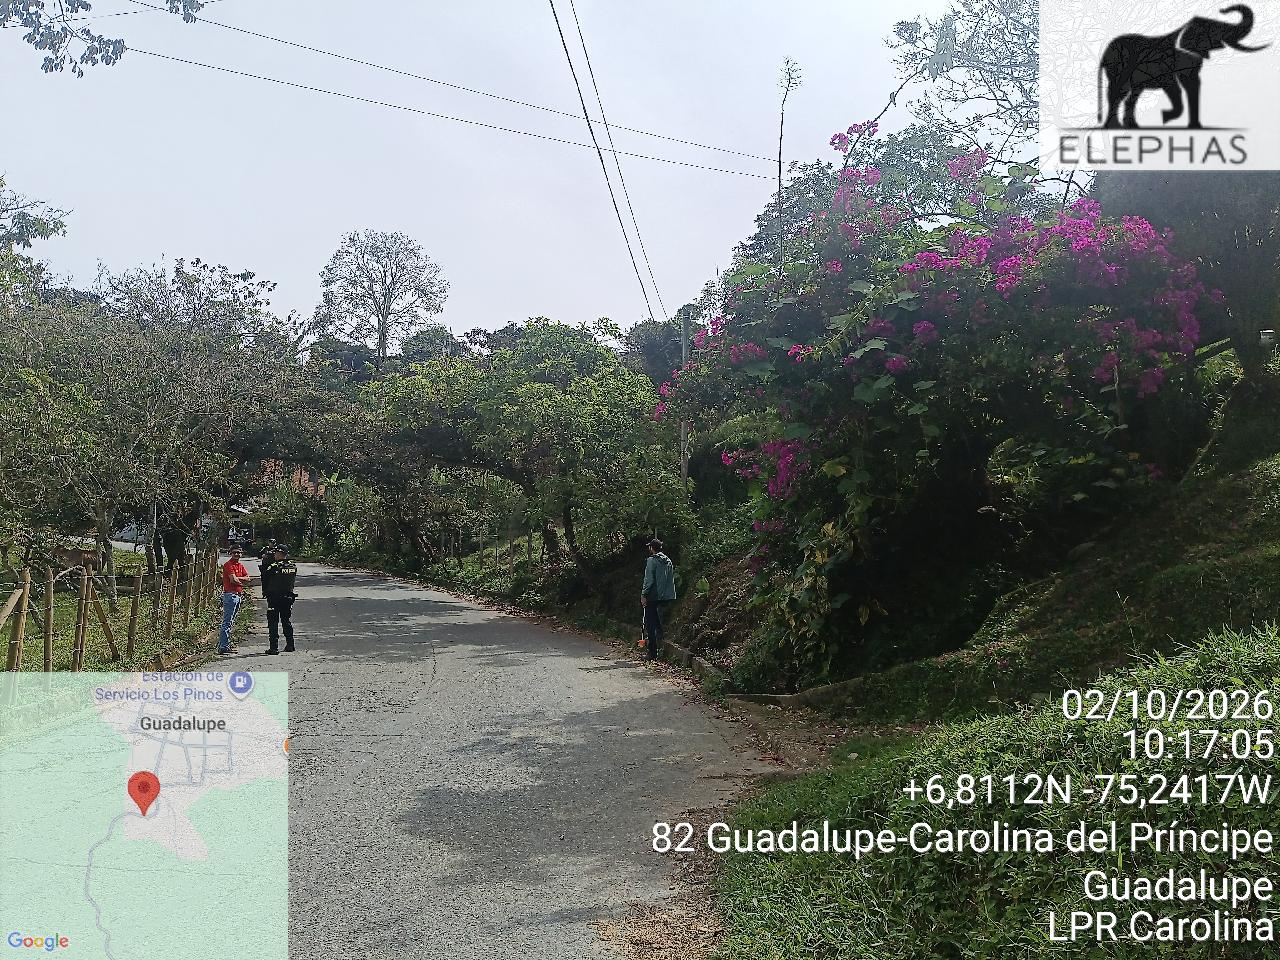 ELEPHAS
Estación de
Servicio Los Pinos
Guadalupe
Google
02/10/2026
10:17:05
+6,8112N -75,2417W
82 Guadalupe-Carolina del Príncipe
Guadalupe
LPR Carolina